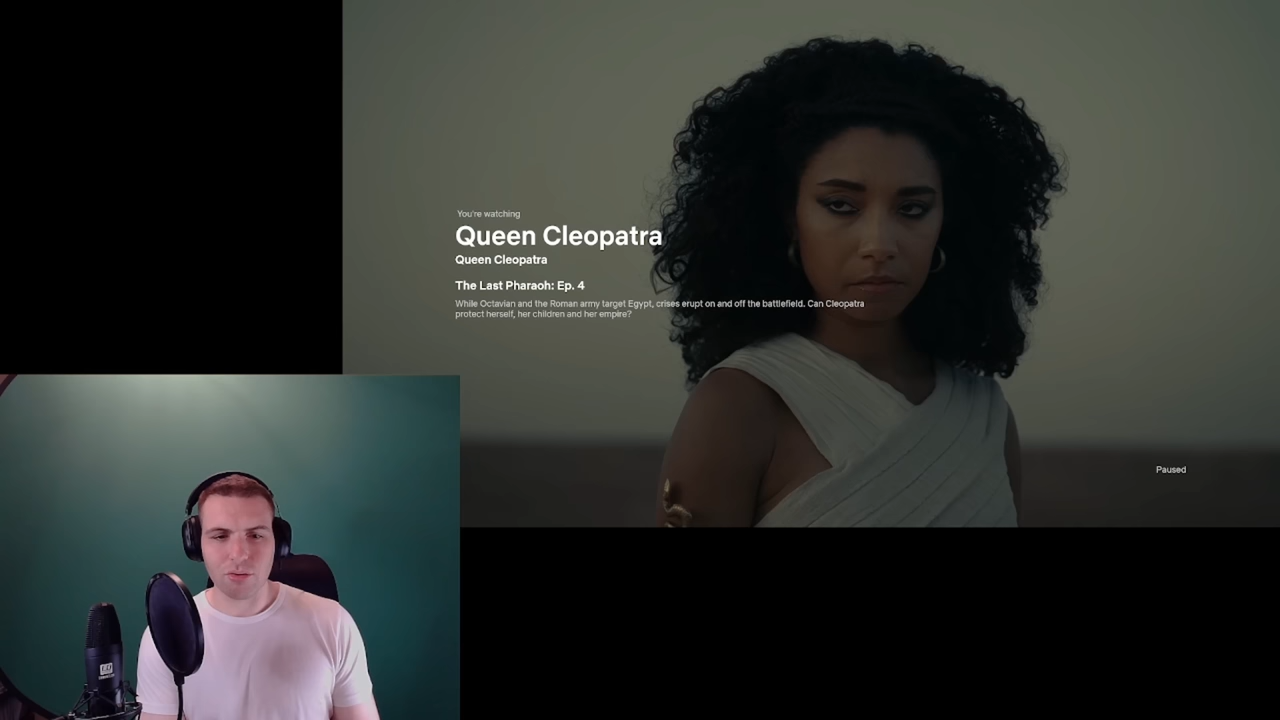 You're watching
Queen Cleopatra
Queen Cleopatra
The Last Pharaoh: Ep. 4
While Octavian and the Roman army target Egypt, crises erupt on and off the battlefield. Can Cleopatra
protect herself, her children and her empire?
Paused